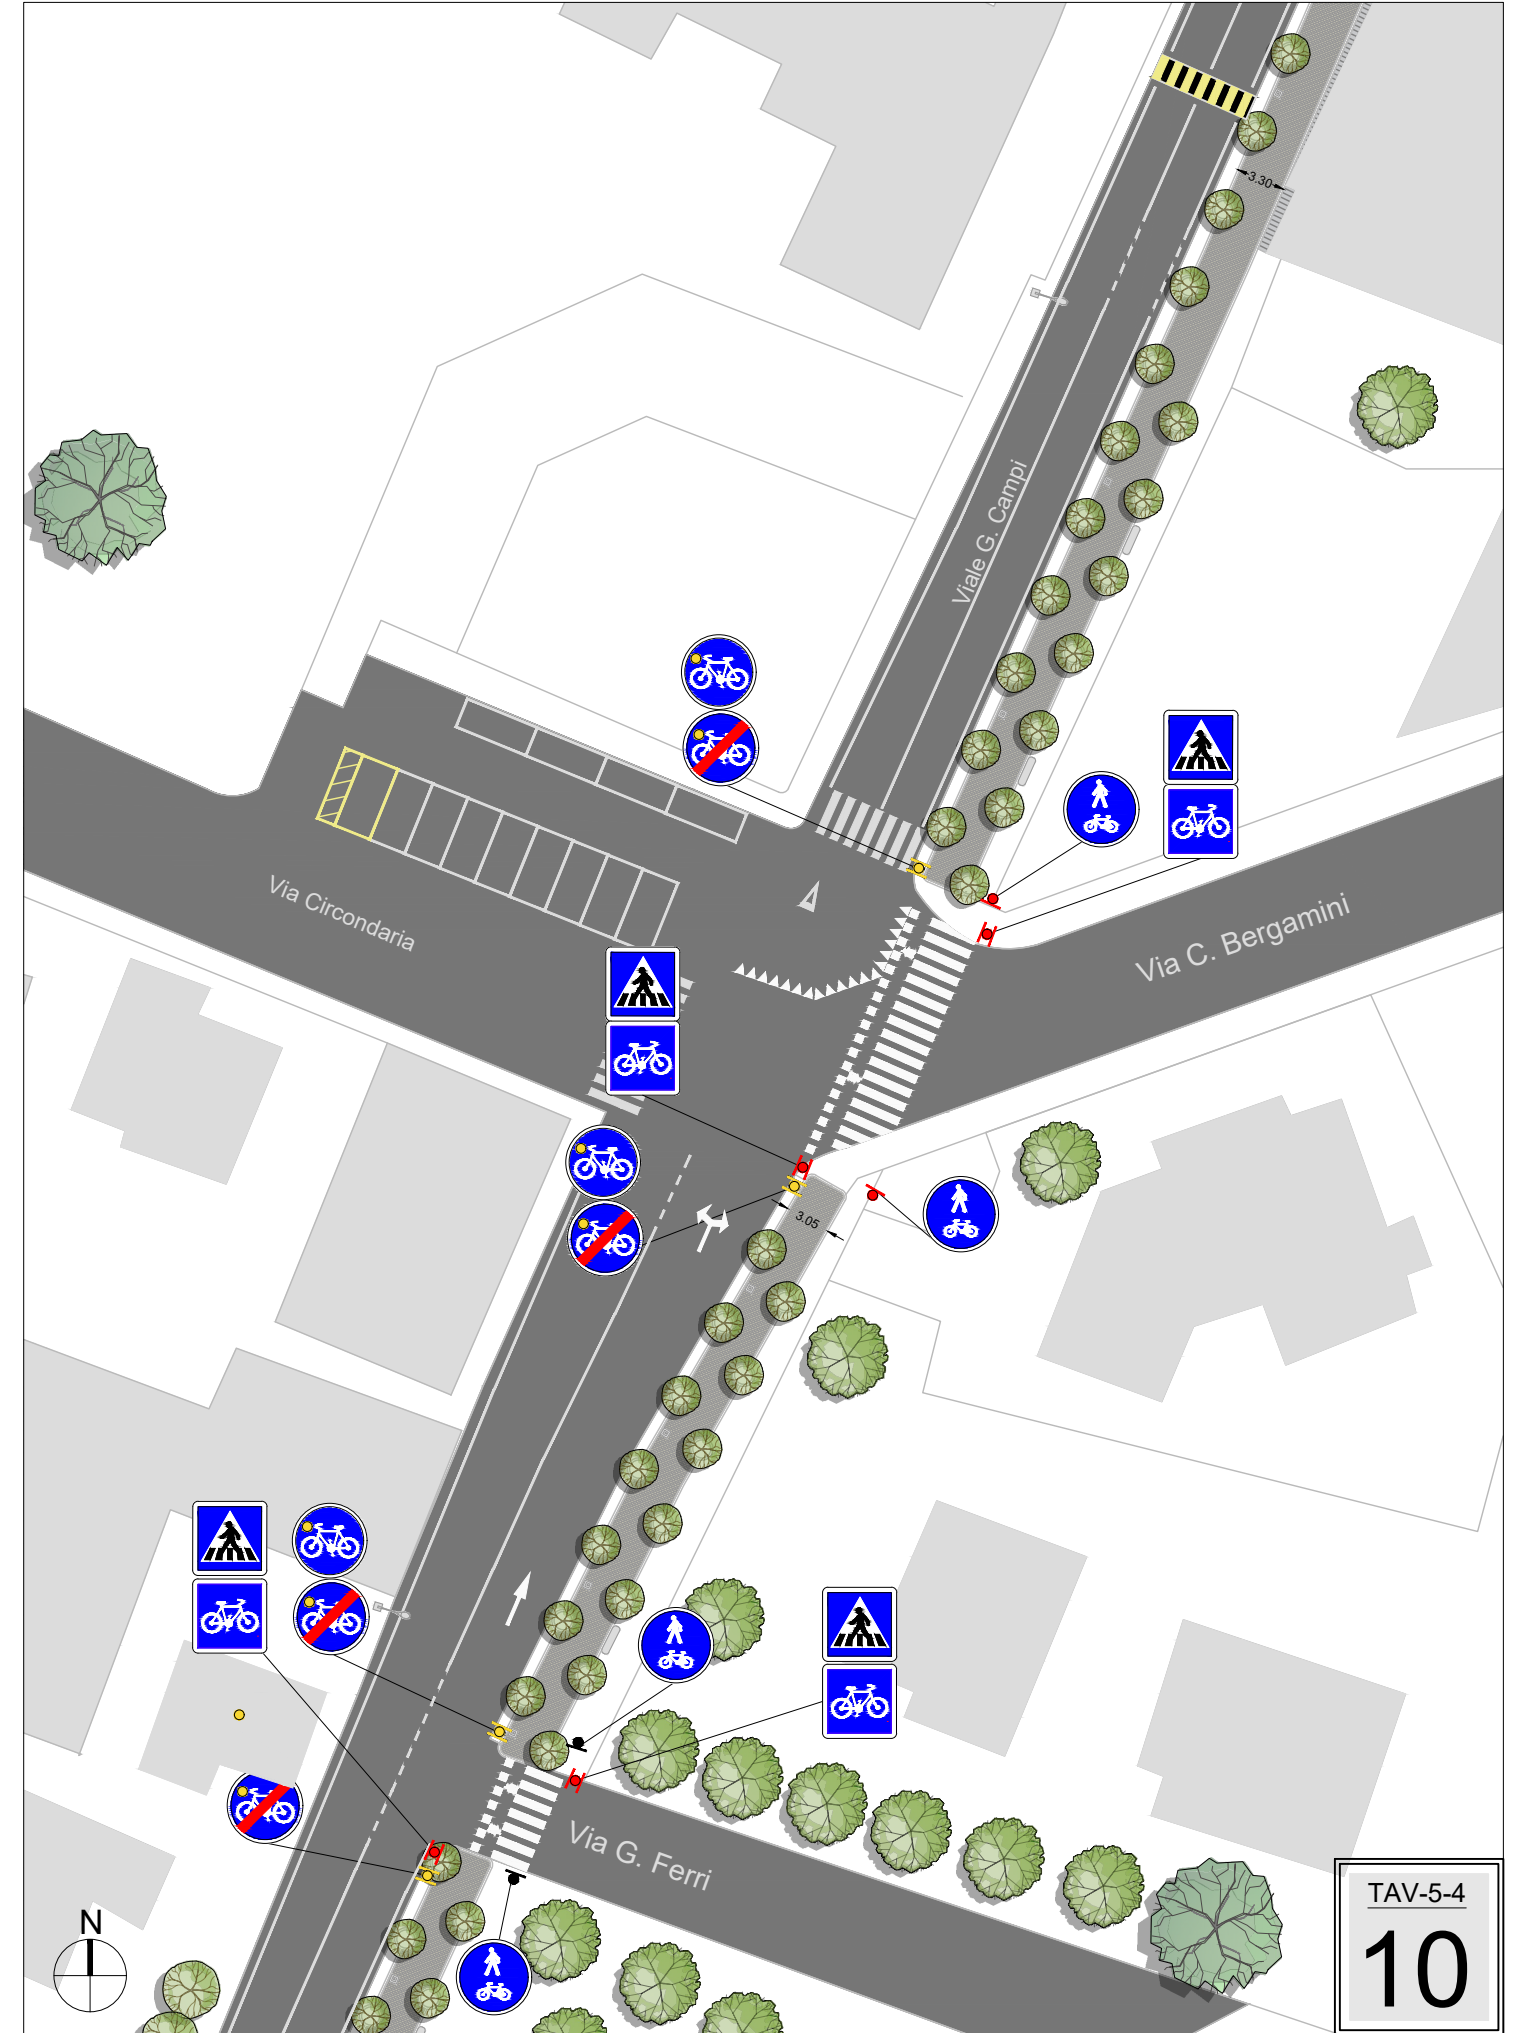 3.30
Viale G. Campi
Via Circondaria
Via C. Bergamini
3.05
Via G. Ferri
N
TAV-5-4
10